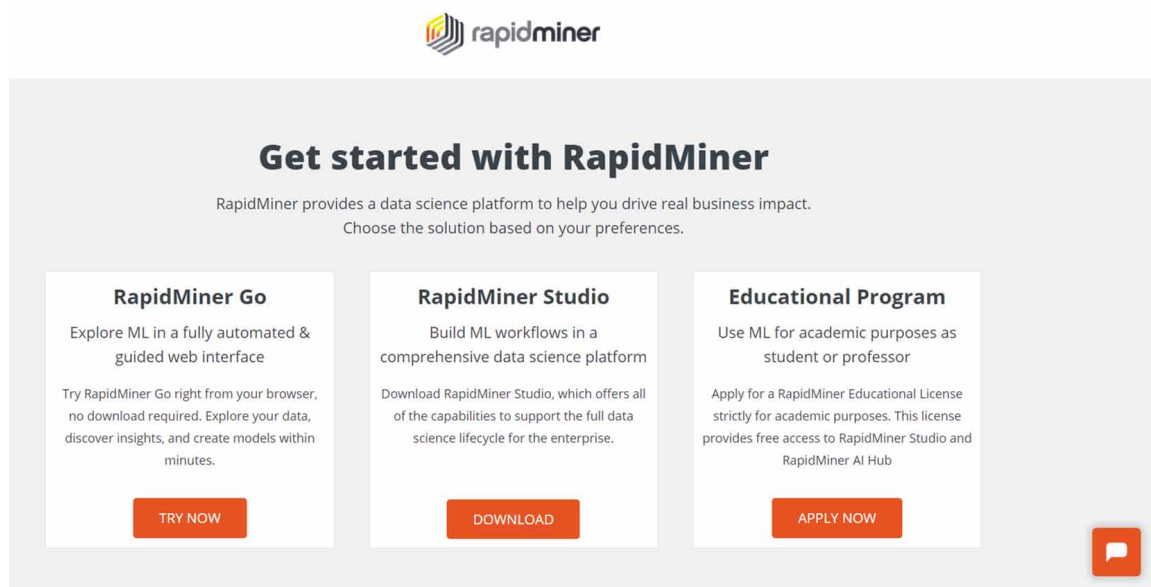 rapidminer
Get started with RapidMiner
RapidMiner provides a data science platform to help you drive real business impact.
Choose the solution based on your preferences.
RapidMiner Go
Explore ML in a fully automated &
guided web interface
Try RapidMiner Go right from your browser,
no download required. Explore your data,
discover insights, and create models within
minutes.
TRY NOW
RapidMiner Studio
Build ML workflows in a
comprehensive data science platform
Download RapidMiner Studio, which offers all
of the capabilities to support the full data
science lifecycle for the enterprise.
DOWNLOAD
Educational Program
Use ML for academic purposes as
student or professor
Apply for a RapidMiner Educational License
strictly for academic purposes. This license
provides free access to RapidMiner Studio and
RapidMiner AI Hub
APPLY NOW